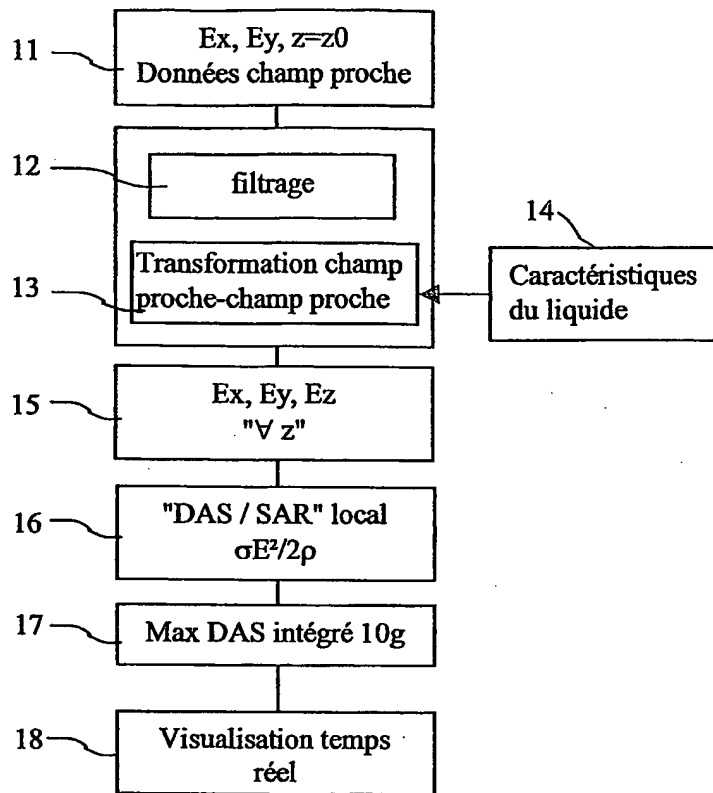 11
Ex, Ey, z=z0
Données champ proche
12
filtrage
14
13
Transformation champ
proche-champ proche
Caractéristiques
du liquide
15
Ex, Ey, Ez
"∀ z"
16
"DAS / SAR" local
σE²/2ρ
17
Max DAS intégré 10g
18
Visualisation temps
réel